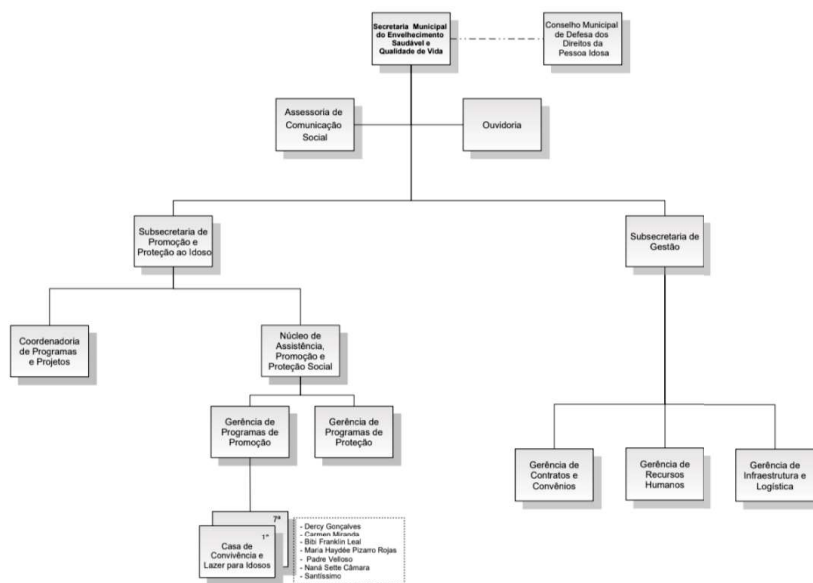 Secretaria Municipal
do Envelhecimento
Saudável e
Qualidade de Vida
Conselho Municipal
de Defesa dos
Direitos da
Pessoa Idosa
Assessoria de
Comunicação
Social
Ouvidoria
Subsecretaria de
Promoção e
Proteção ao Idoso
Subsecretaria de
Gestão
Coordenadoria
de Programas
e Projetos
Núcleo de
Assistência,
Promoção e
Proteção Social
Gerência de
Programas de
Promoção
Gerência de
Programas de
Proteção
Gerência de
Contratos e
Convênios
Gerência de
Recursos
Humanos
Gerência de
Infraestrutura e
Logística
7ª
1ª
Casa de
Convivência e
Lazer para Idosos
- Dercy Gonçalves
- Carmen Miranda
- Bibi Franklin Leal
- Maria Haydée Pizarro Rojas
- Padre Velloso
- Naná Sette Câmara
- Santíssimo